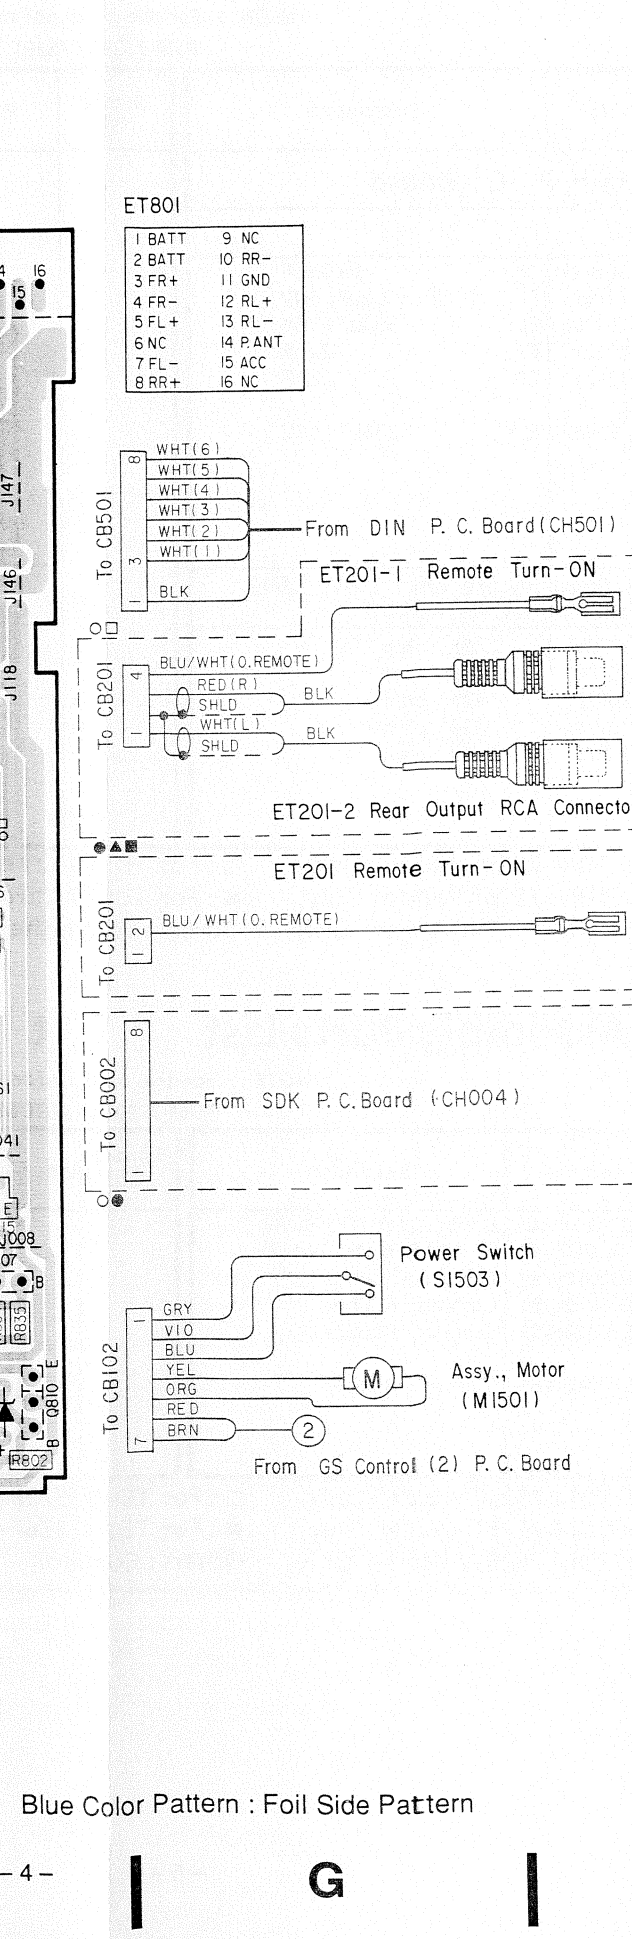 ET801
1 BATT 9 NC
2 BATT 10 RR-
3 FR+ 11 GND
4 FR- 12 RL+
5 FL+ 13 RL-
6 NC 14 P.ANT
7 FL- 15 ACC
8 RR+ 16 NC
4 16
15
J147
J146
J118
To CB501
8
3
1
WHT(6)
WHT(5)
WHT(4)
WHT(3)
WHT(2)
WHT(1)
BLK
From DIN P. C. Board (CH501)
ET201-1 Remote Turn-ON
To CB201
4
1
BLU/WHT(0.REMOTE)
RED(R)
SHLD
BLK
WHT(L)
SHLD
BLK
ET201-2 Rear Output RCA Connecto
ET201 Remote Turn-ON
To CB201
1 2
BLU/WHT(0.REMOTE)
To CB002
8
1
From SDK P. C. Board (CH004)
041
E
J008
07
B
R835
E
Q810
B
R802
Power Switch
(S1503)
To CB102
1
7
GRY
VIO
BLU
YEL
ORG
RED
BRN
M
Assy., Motor
(M1501)
2
From GS Control (2) P. C. Board
Blue Color Pattern : Foil Side Pattern
– 4 –
G